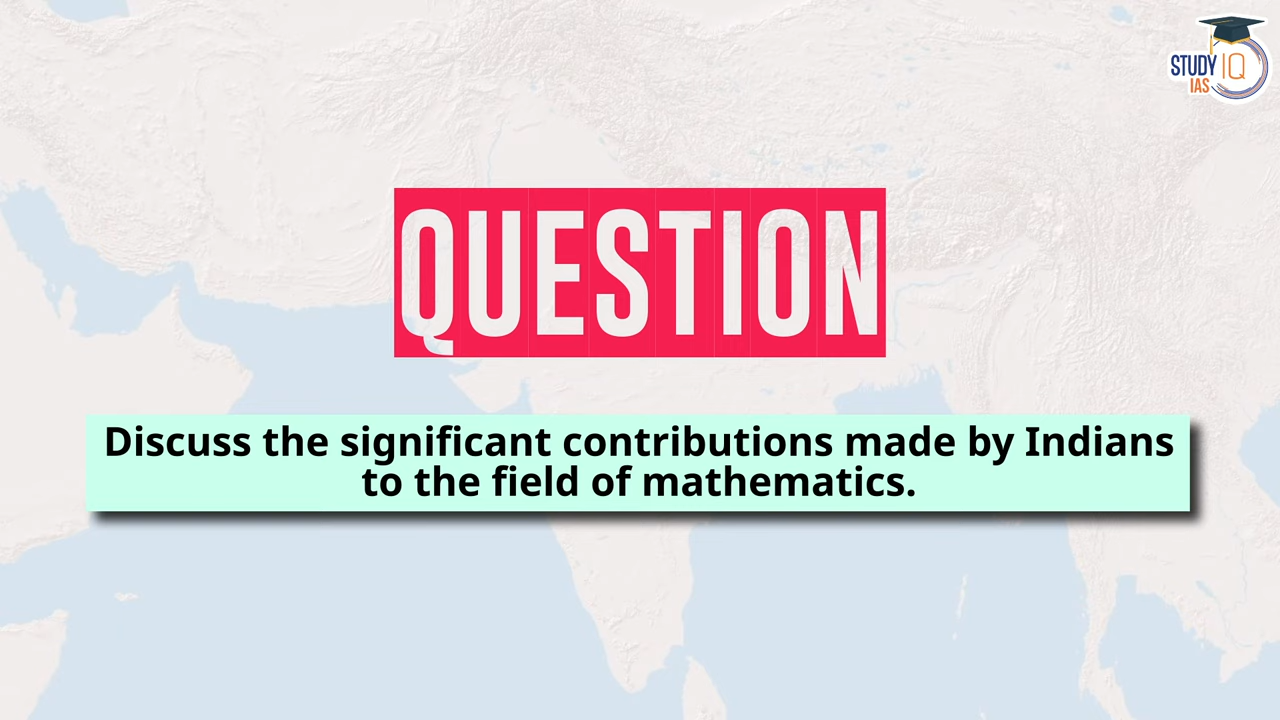 STUDY IQ
IAS
QUESTION
Discuss the significant contributions made by Indians
to the field of mathematics.